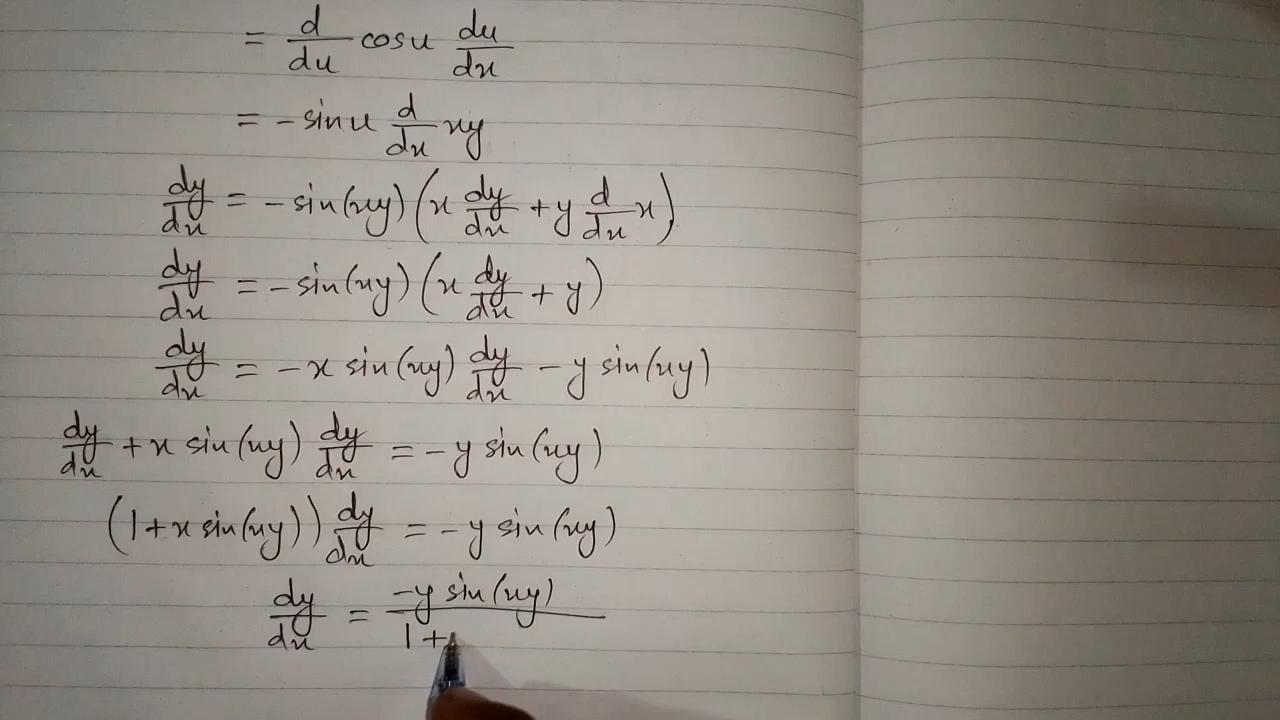 = d/du cosu du/dx
= -sinu d/dx xy
dy/dx = -sin(xy)(x dy/dx + y d/dx x)
dy/dx = -sin(xy)(x dy/dx + y)
dy/dx = -x sin(xy) dy/dx - y sin(xy)
dy/dx + x sin(xy) dy/dx = -y sin(xy)
(1+x sin(xy)) dy/dx = -y sin(xy)
dy/dx = -y sin(xy)/1+